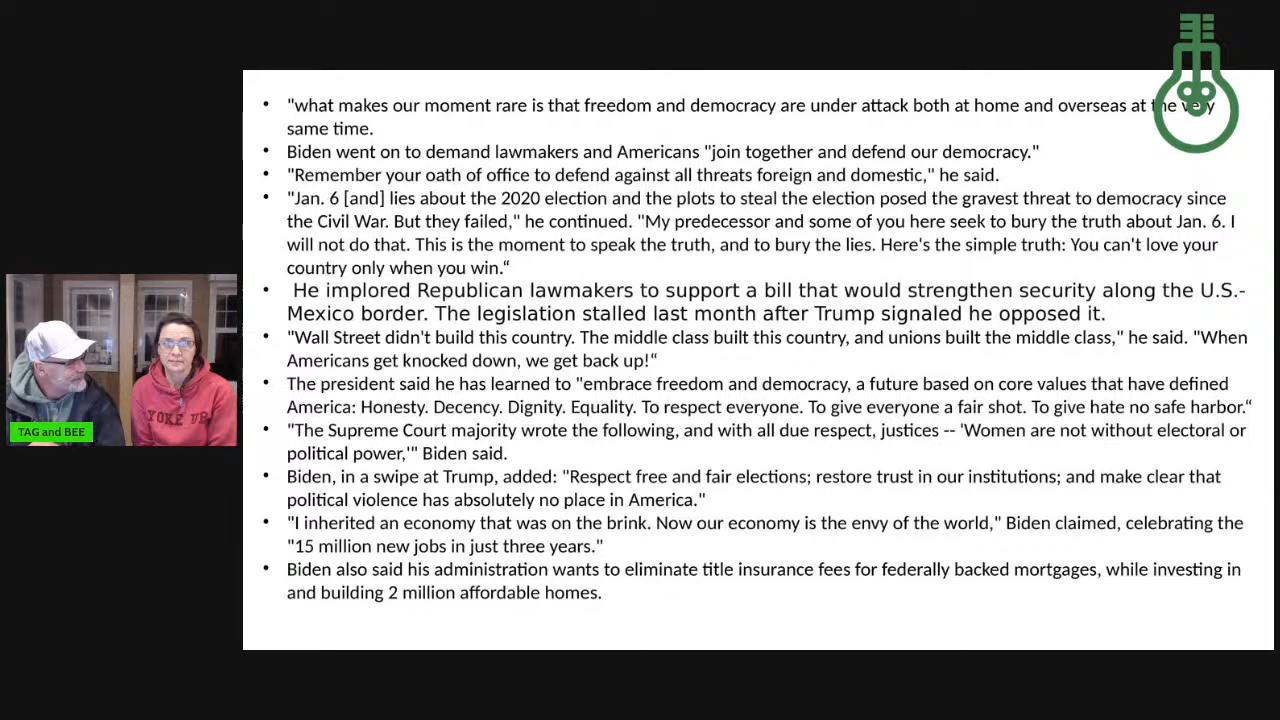 "what makes our moment rare is that freedom and democracy are under attack both at home and overseas at the very
same time.
Biden went on to demand lawmakers and Americans "join together and defend our democracy."
"Remember your oath of office to defend against all threats foreign and domestic," he said.
"Jan. 6 [and] lies about the 2020 election and the plots to steal the election posed the gravest threat to democracy since
the Civil War. But they failed," he continued. "My predecessor and some of you here seek to bury the truth about Jan. 6. I
will not do that. This is the moment to speak the truth, and to bury the lies. Here's the simple truth: You can't love your
country only when you win.“
He implored Republican lawmakers to support a bill that would strengthen security along the U.S.-
Mexico border. The legislation stalled last month after Trump signaled he opposed it.
"Wall Street didn't build this country. The middle class built this country, and unions built the middle class," he said. "When
Americans get knocked down, we get back up!“
The president said he has learned to "embrace freedom and democracy, a future based on core values that have defined
America: Honesty. Decency. Dignity. Equality. To respect everyone. To give everyone a fair shot. To give hate no safe harbor.“
"The Supreme Court majority wrote the following, and with all due respect, justices -- 'Women are not without electoral or
political power,'" Biden said.
Biden, in a swipe at Trump, added: "Respect free and fair elections; restore trust in our institutions; and make clear that
political violence has absolutely no place in America."
"I inherited an economy that was on the brink. Now our economy is the envy of the world," Biden claimed, celebrating the
"15 million new jobs in just three years."
Biden also said his administration wants to eliminate title insurance fees for federally backed mortgages, while investing in
and building 2 million affordable homes.
YOKE UP
TAG and BEE